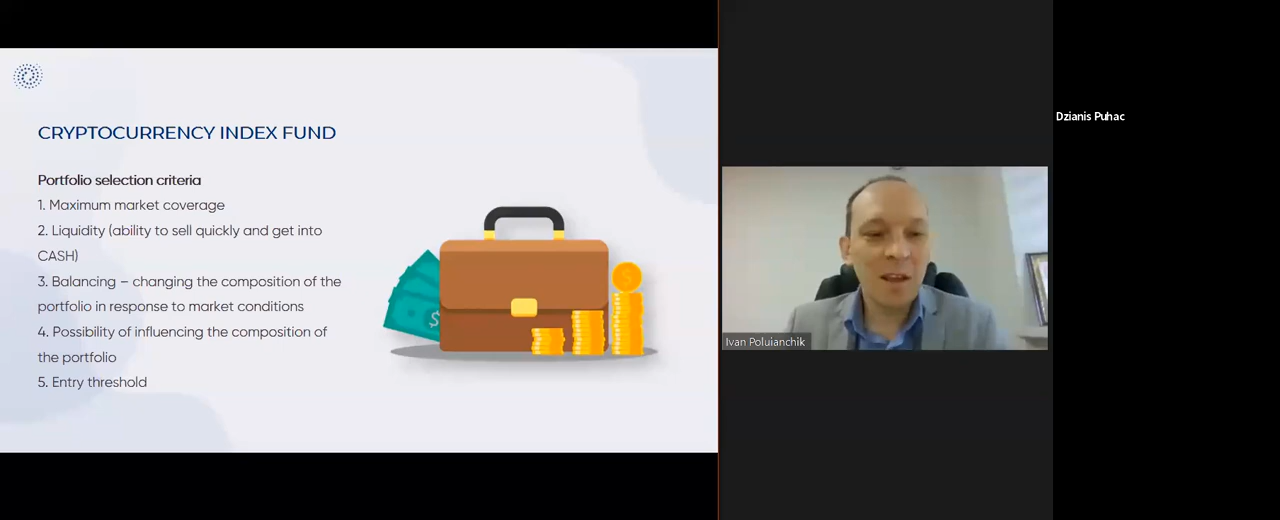 CRYPTOCURRENCY INDEX FUND
Portfolio selection criteria
1. Maximum market coverage
2. Liquidity (ability to sell quickly and get into
CASH)
3. Balancing – changing the composition of the
portfolio in response to market conditions
4. Possibility of influencing the composition of
the portfolio
5. Entry threshold
Ivan Poluianchik
Dzianis Puhac